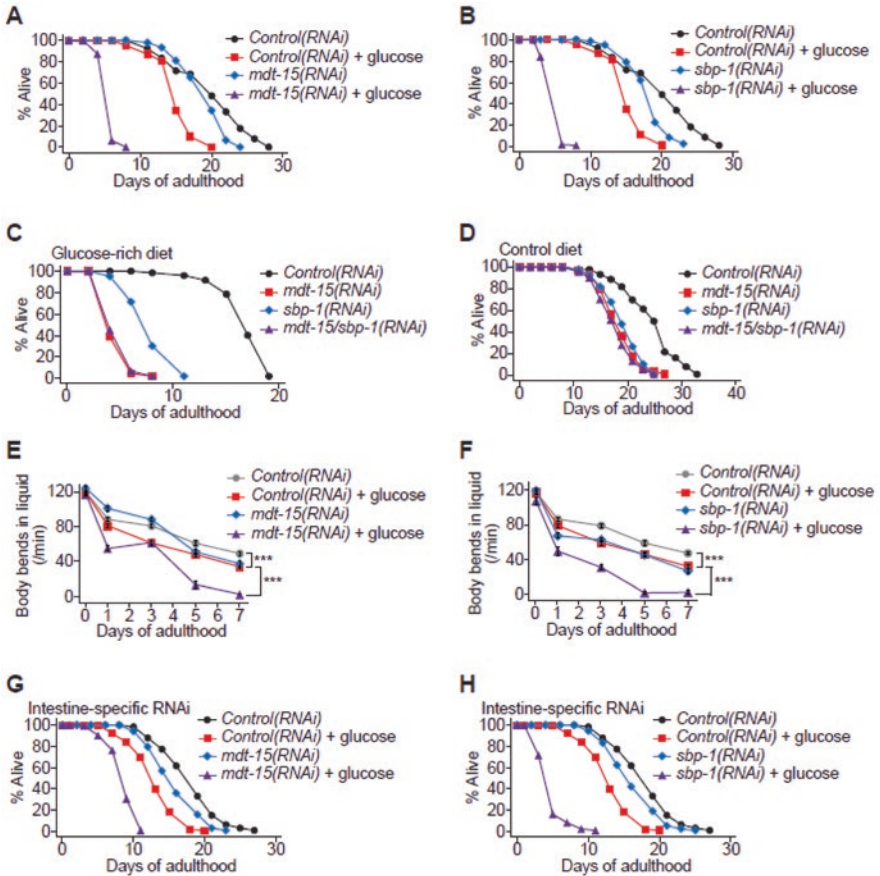 A
Control(RNAi)
Control(RNAi) + glucose
mdt-15(RNAi)
mdt-15(RNAi) + glucose
% Alive
100
80
60
40
20
0
0 10 20 30
Days of adulthood
B
Control(RNAi)
Control(RNAi) + glucose
sbp-1(RNAi)
sbp-1(RNAi) + glucose
% Alive
100
80
60
40
20
0
0 10 20 30
Days of adulthood
C
Glucose-rich diet
Control(RNAi)
mdt-15(RNAi)
sbp-1(RNAi)
mdt-15/sbp-1(RNAi)
% Alive
100
80
60
40
20
0
0 10 20
Days of adulthood
D
Control diet
Control(RNAi)
mdt-15(RNAi)
sbp-1(RNAi)
mdt-15/sbp-1(RNAi)
% Alive
100
80
60
40
20
0
0 10 20 30 40
Days of adulthood
E
Control(RNAi)
Control(RNAi) + glucose
mdt-15(RNAi)
mdt-15(RNAi) + glucose
Body bends in liquid
(/min)
120
80
40
0
***
***
0 1 2 3 4 5 6 7
Days of adulthood
F
Control(RNAi)
Control(RNAi) + glucose
sbp-1(RNAi)
sbp-1(RNAi) + glucose
Body bends in liquid
(/min)
120
80
40
0
***
***
0 1 2 3 4 5 6 7
Days of adulthood
G
Intestine-specific RNAi
Control(RNAi)
Control(RNAi) + glucose
mdt-15(RNAi)
mdt-15(RNAi) + glucose
% Alive
100
80
60
40
20
0
0 10 20 30
Days of adulthood
H
Intestine-specific RNAi
Control(RNAi)
Control(RNAi) + glucose
sbp-1(RNAi)
sbp-1(RNAi) + glucose
% Alive
100
80
60
40
20
0
0 10 20 30
Days of adulthood